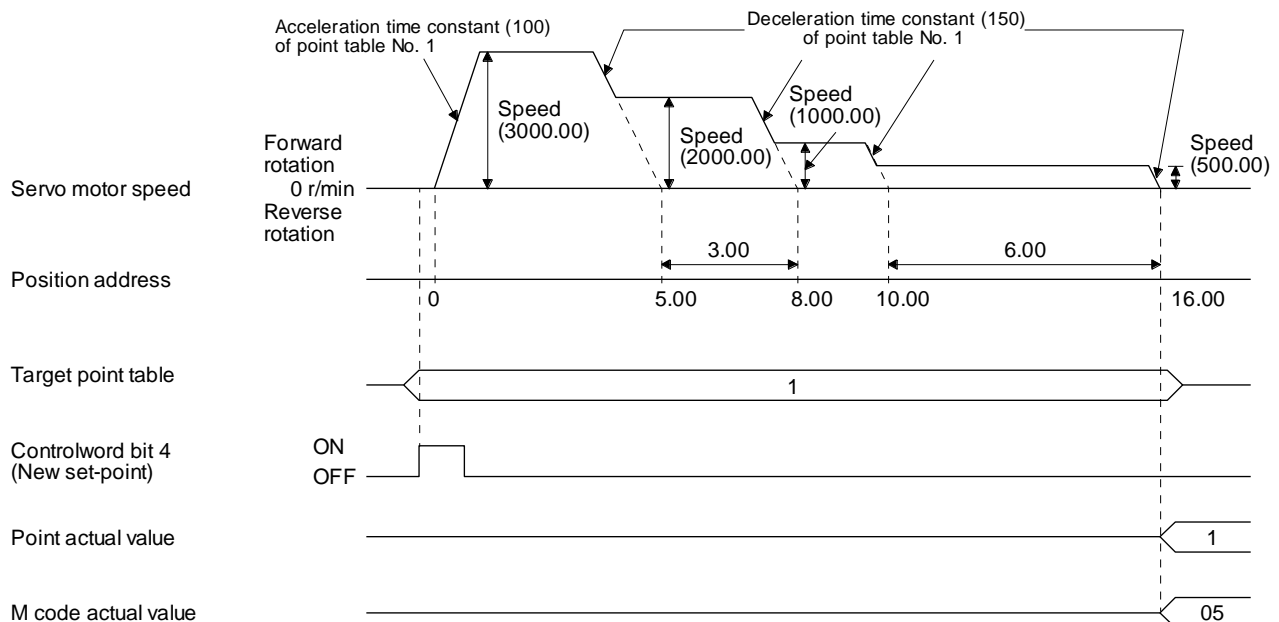 Acceleration time constant (100)
of point table No. 1
Deceleration time constant (150)
of point table No. 1
Speed
(3000.00)
Speed
(2000.00)
Speed
(1000.00)
Speed
(500.00)
Forward
rotation
Servo motor speed
0 r/min
Reverse
rotation
3.00
6.00
Position address
0
5.00
8.00
10.00
16.00
Target point table
1
Controlword bit 4
(New set-point)
ON
OFF
Point actual value
1
M code actual value
05